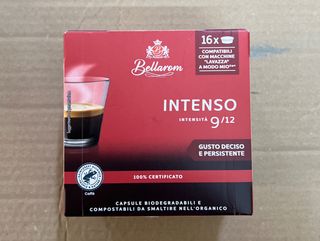 Bellarom
16x
COMPATIBILI
CON MACCHINE
"LAVAZZA"
A MODO MIO***
INTENSO
INTENSITÀ 9/12
GUSTO DECISO
E PERSISTENTE
100% CERTIFICATO
Caffè
CAPSULE BIODEGRADABILI E
COMPOSTABILI DA SMALTIRE NELL'ORGANICO